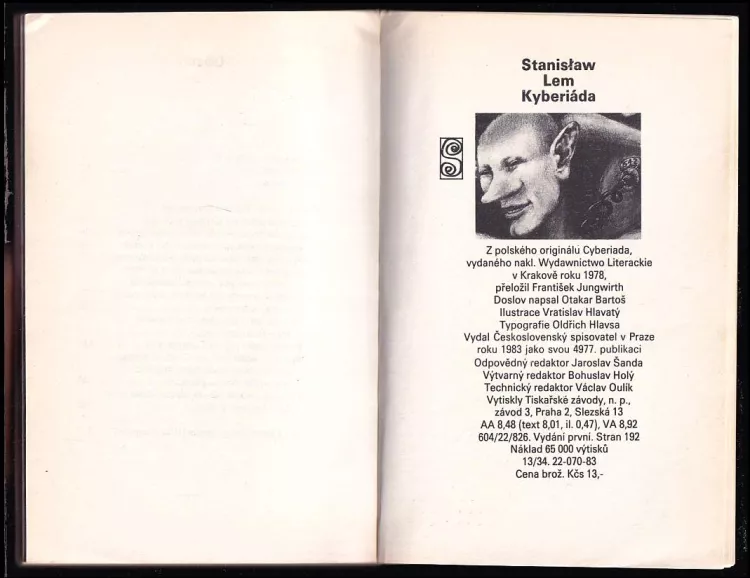 Stanisław
Lem
Kyberiáda
Z polského originálu Cyberiada,
vydaného nakl. Wydawnictwo Literackie
v Krakově roku 1978,
přeložil František Jungwirth
Doslov napsal Otakar Bartoš
Ilustrace Vratislav Hlavatý
Typografie Oldřich Hlavsa
Vydal Československý spisovatel v Praze
roku 1983 jako svou 4977. publikaci
Odpovědný redaktor Jaroslav Šanda
Výtvarný redaktor Bohuslav Holý
Technický redaktor Václav Oulík
Vytiskly Tiskařské závody, n. p.,
závod 3, Praha 2, Slezská 13
AA 8,48 (text 8,01, il. 0,47), VA 8,92
604/22/826. Vydání první. Stran 192
Náklad 65 000 výtisků
13/34. 22-070-83
Cena brož. Kčs 13,-